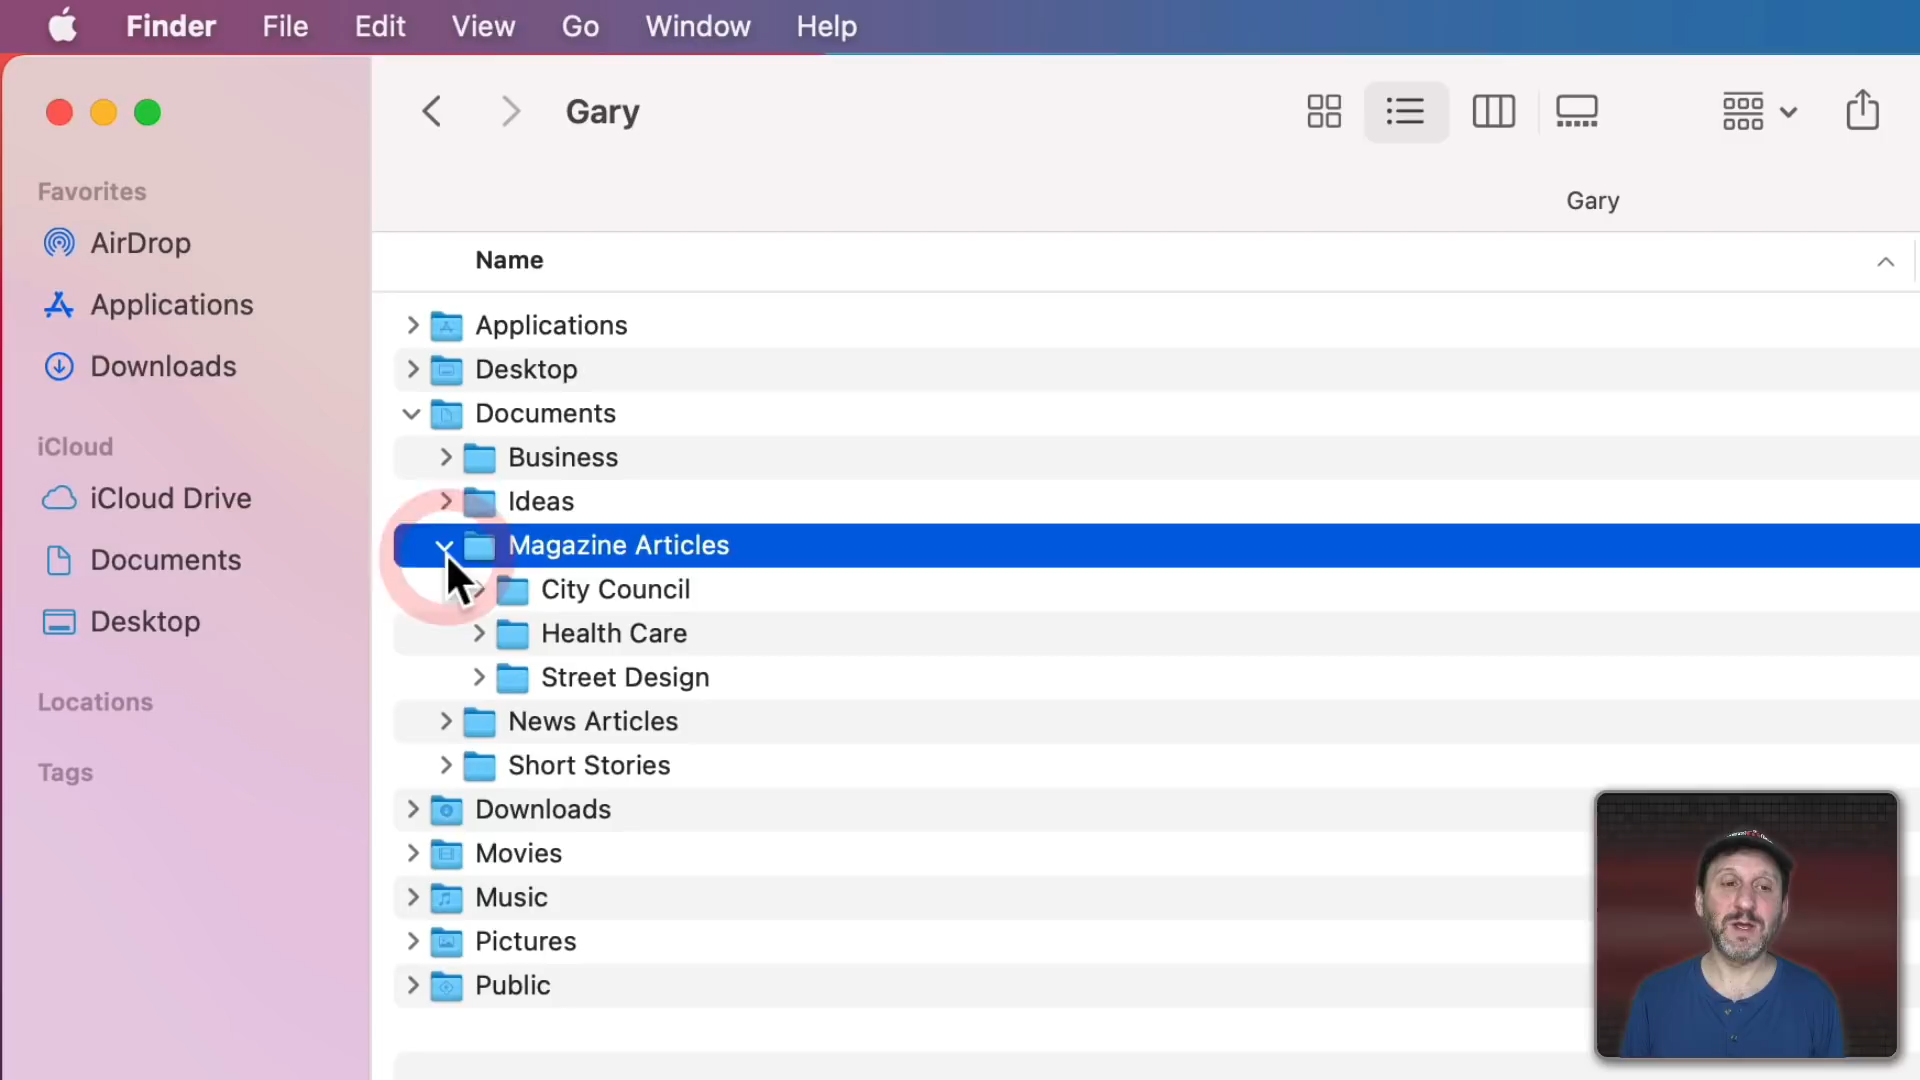 Finder File Edit View Go Window Help
Gary
Gary
Favorites
AirDrop
Applications
Downloads
iCloud
iCloud Drive
Documents
Desktop
Locations
Tags
Name
Applications
Desktop
Documents
Business
Ideas
Magazine Articles
City Council
Health Care
Street Design
News Articles
Short Stories
Downloads
Movies
Music
Pictures
Public